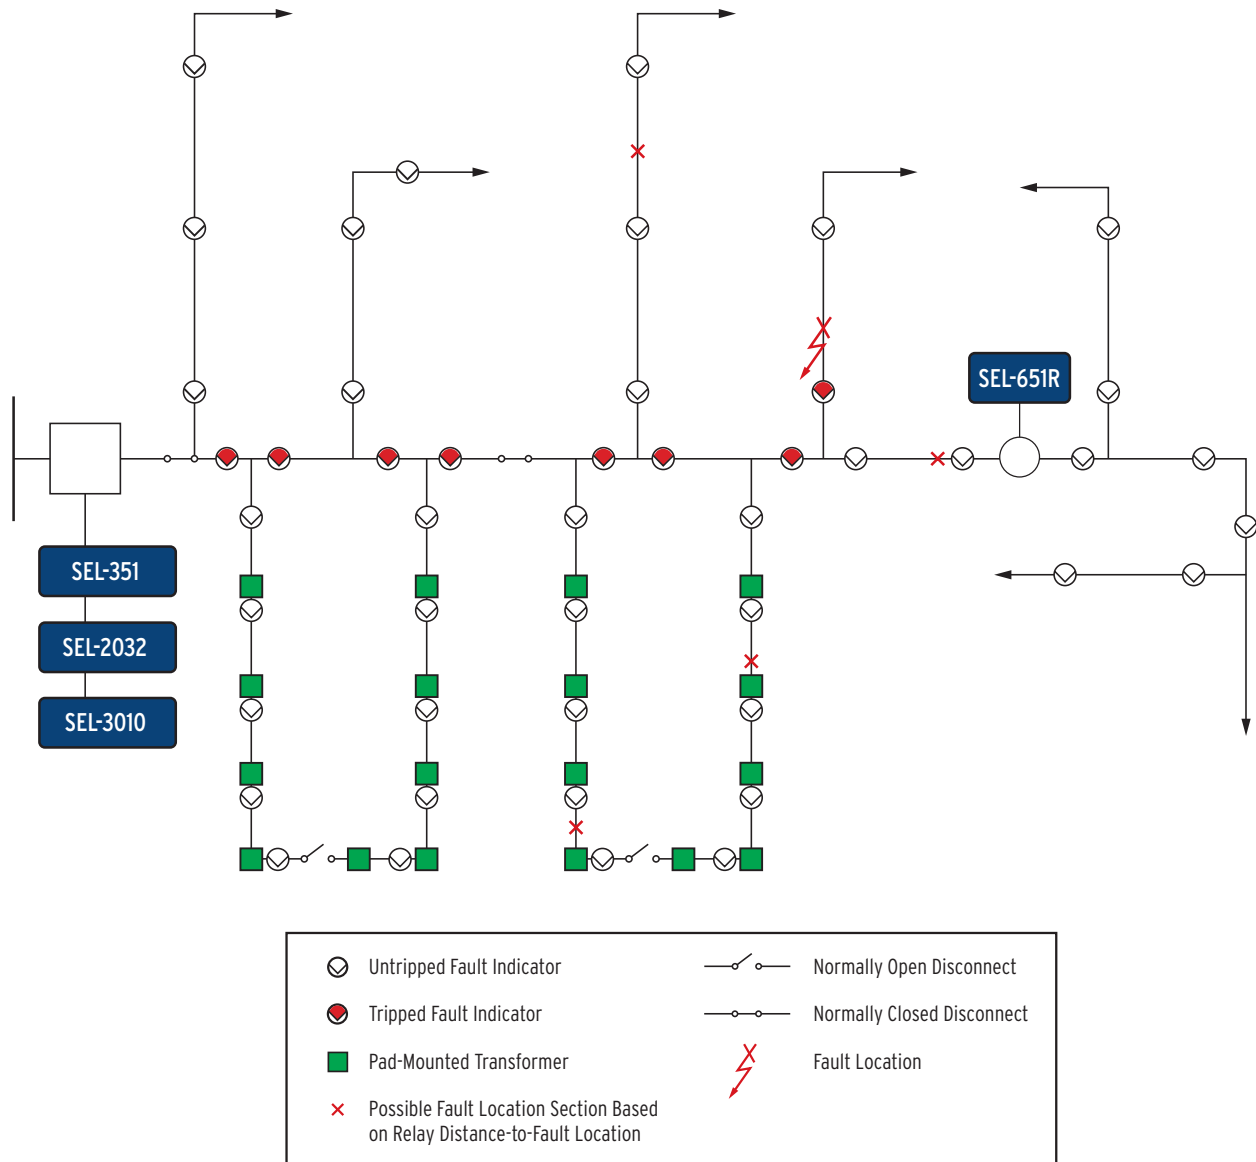 SEL-651R
SEL-351
SEL-2032
SEL-3010
Untripped Fault Indicator
Normally Open Disconnect
Tripped Fault Indicator
Normally Closed Disconnect
Pad-Mounted Transformer
Fault Location
Possible Fault Location Section Based
on Relay Distance-to-Fault Location